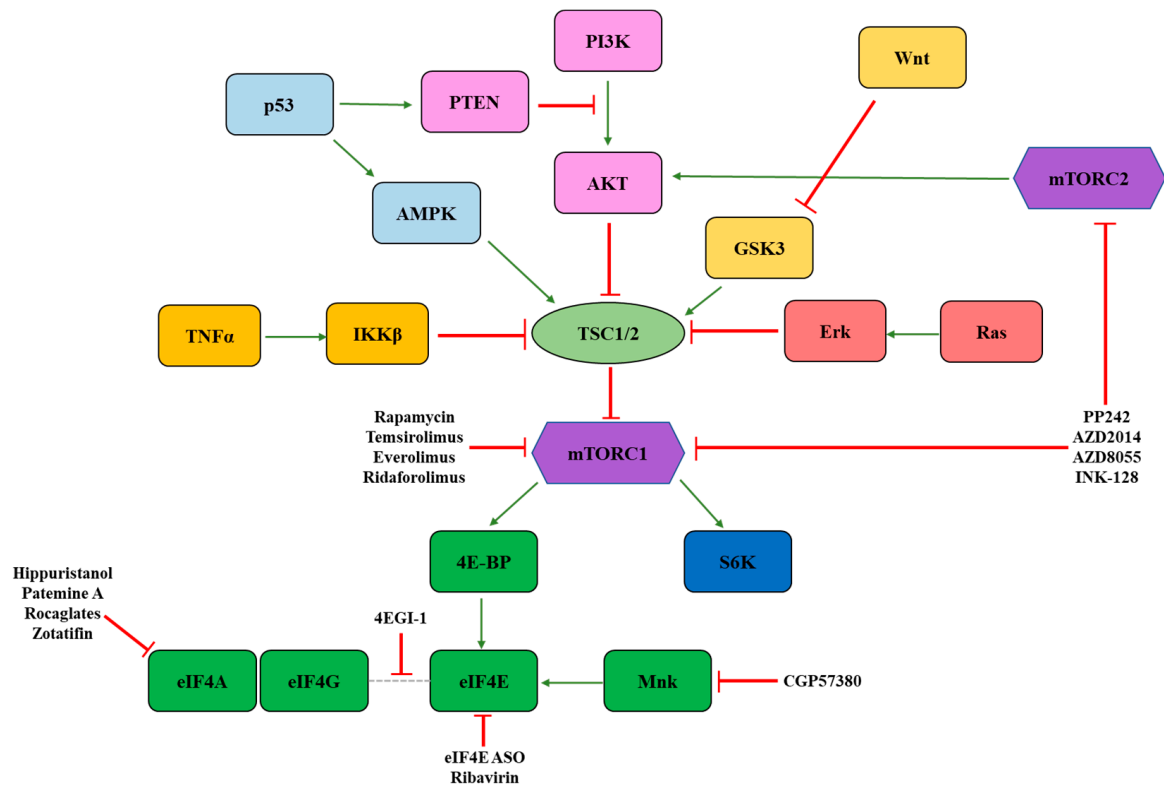 PI3K
Wnt
p53
PTEN
AKT
mTORC2
AMPK
GSK3
TNFα
IKKβ
TSC1/2
Erk
Ras
Rapamycin
Temsirolimus
Everolimus
Ridaforolimus
mTORC1
PP242
AZD2014
AZD8055
INK-128
4E-BP
S6K
Hippuristanol
Patemine A
Rocaglates
Zotatifin
4EGI-1
eIF4A
eIF4G
eIF4E
Mnk
CGP57380
eIF4E ASO
Ribavirin